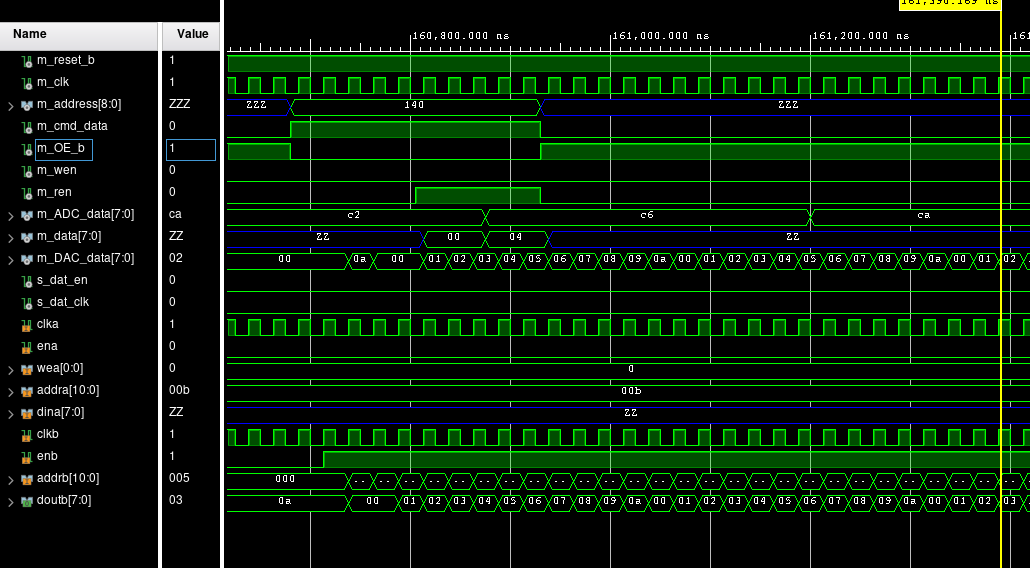 161,390.169 ns
Name Value 160,800.000 ns 161,000.000 ns 161,200.000 ns 161
m_reset_b 1
m_clk 1
m_address[8:0] ZZZ ZZZ 140 ZZZ
m_cmd_data 0
m_OE_b 1
m_wen 0
m_ren 0
m_ADC_data[7:0] ca c2 c6 ca
m_data[7:0] ZZ ZZ 00 04 ZZ
m_DAC_data[7:0] 02 00 0a 00 01 02 03 04 05 06 07 08 09 0a 00 01 02 03 04 05 06 07 08 09 0a 00 01 02
s_dat_en 0
s_dat_clk 0
clka 1
ena 0
wea[0:0] 0 0
addra[10:0] 00b 00b
dina[7:0] ZZ ZZ
clkb 1
enb 1
addrb[10:0] 005 000 -- -- -- -- -- -- -- -- -- -- -- -- -- -- -- -- -- -- -- -- -- -- -- -- -- -- --
doutb[7:0] 03 0a 00 01 02 03 04 05 06 07 08 09 0a 00 01 02 03 04 05 06 07 08 09 0a 00 01 02 03